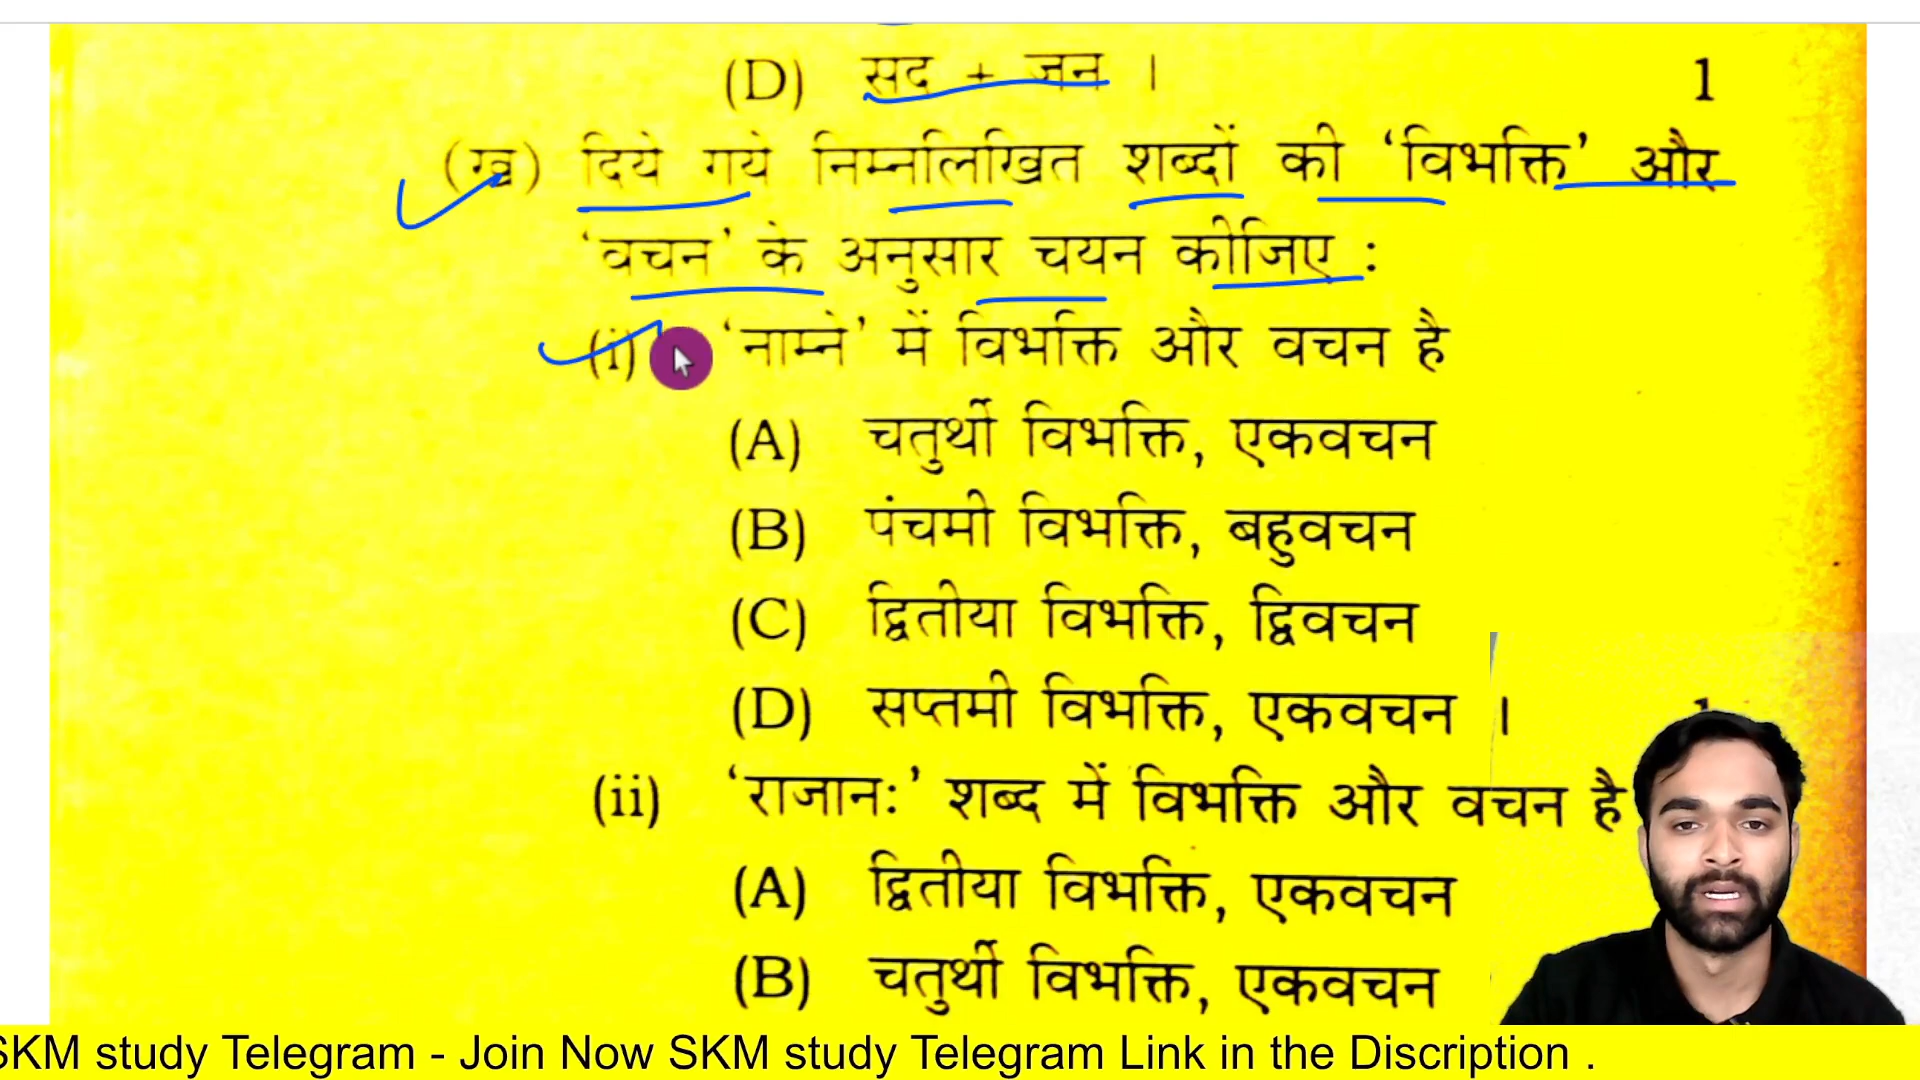 (D) सद + जन ।
1
(ख) दिये गये निम्नलिखित शब्दों की ‘विभक्ति’ और
‘वचन’ के अनुसार चयन कीजिए :
(i) ‘नाम्ने’ में विभक्ति और वचन है
(A) चतुर्थी विभक्ति, एकवचन
(B) पंचमी विभक्ति, बहुवचन
(C) द्वितीया विभक्ति, द्विवचन
(D) सप्तमी विभक्ति, एकवचन ।
(ii) ‘राजानः’ शब्द में विभक्ति और वचन है
(A) द्वितीया विभक्ति, एकवचन
(B) चतुर्थी विभक्ति, एकवचन
SKM study Telegram - Join Now SKM study Telegram Link in the Discription .